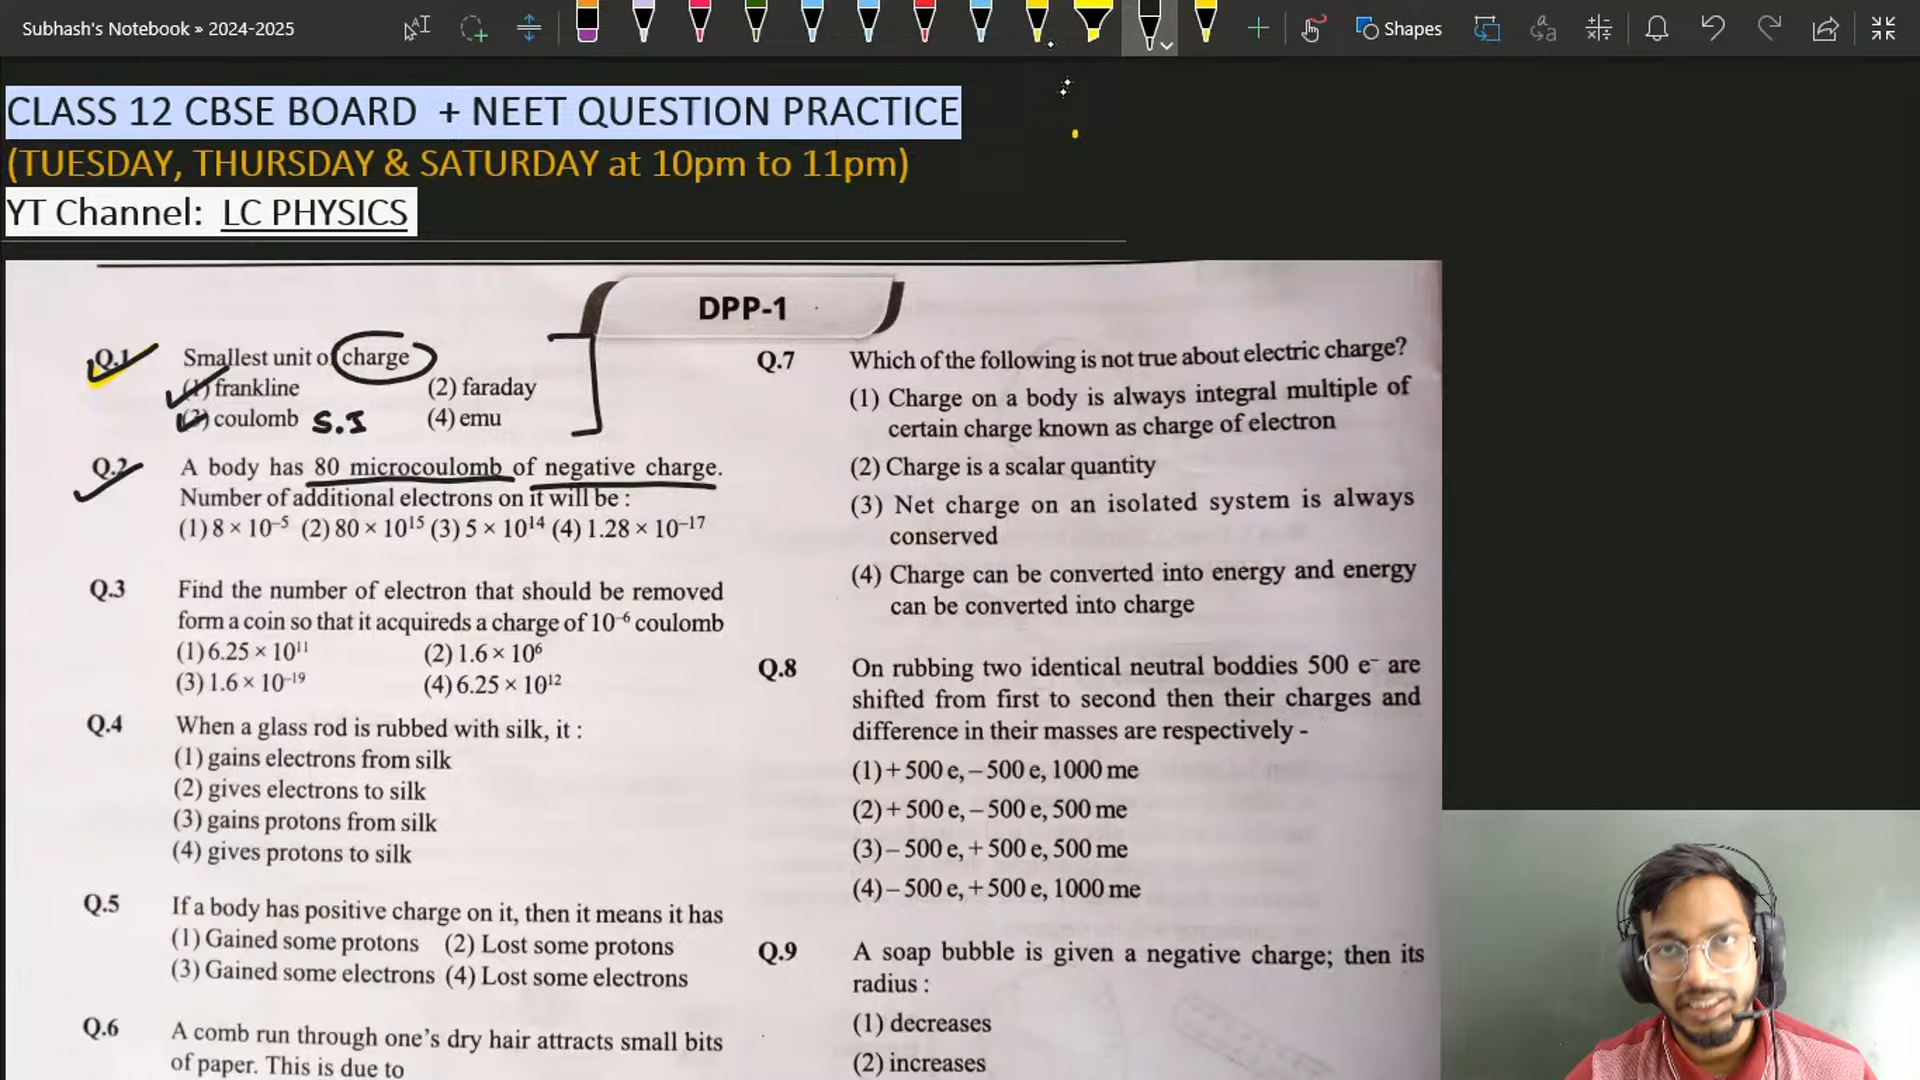 Subhash's Notebook » 2024-2025
Shapes
CLASS 12 CBSE BOARD + NEET QUESTION PRACTICE
(TUESDAY, THURSDAY & SATURDAY at 10pm to 11pm)
YT Channel: LC PHYSICS
DPP-1
Q.1 Smallest unit of charge
(1) frankline (2) faraday
(3) coulomb S.I (4) emu
Q.2 A body has 80 microcoulomb of negative charge.
Number of additional electrons on it will be :
(1) 8 × 10⁻⁵ (2) 80 × 10¹⁵ (3) 5 × 10¹⁴ (4) 1.28 × 10⁻¹⁷
Q.3 Find the number of electron that should be removed
form a coin so that it acquireds a charge of 10⁻⁶ coulomb
(1) 6.25 × 10¹¹ (2) 1.6 × 10⁶
(3) 1.6 × 10⁻¹⁹ (4) 6.25 × 10¹²
Q.4 When a glass rod is rubbed with silk, it :
(1) gains electrons from silk
(2) gives electrons to silk
(3) gains protons from silk
(4) gives protons to silk
Q.5 If a body has positive charge on it, then it means it has
(1) Gained some protons (2) Lost some protons
(3) Gained some electrons (4) Lost some electrons
Q.6 A comb run through one's dry hair attracts small bits
of paper. This is due to
Q.7 Which of the following is not true about electric charge?
(1) Charge on a body is always integral multiple of
certain charge known as charge of electron
(2) Charge is a scalar quantity
(3) Net charge on an isolated system is always
conserved
(4) Charge can be converted into energy and energy
can be converted into charge
Q.8 On rubbing two identical neutral boddies 500 e⁻ are
shifted from first to second then their charges and
difference in their masses are respectively -
(1) + 500 e, – 500 e, 1000 me
(2) + 500 e, – 500 e, 500 me
(3) – 500 e, + 500 e, 500 me
(4) – 500 e, + 500 e, 1000 me
Q.9 A soap bubble is given a negative charge; then its
radius :
(1) decreases
(2) increases